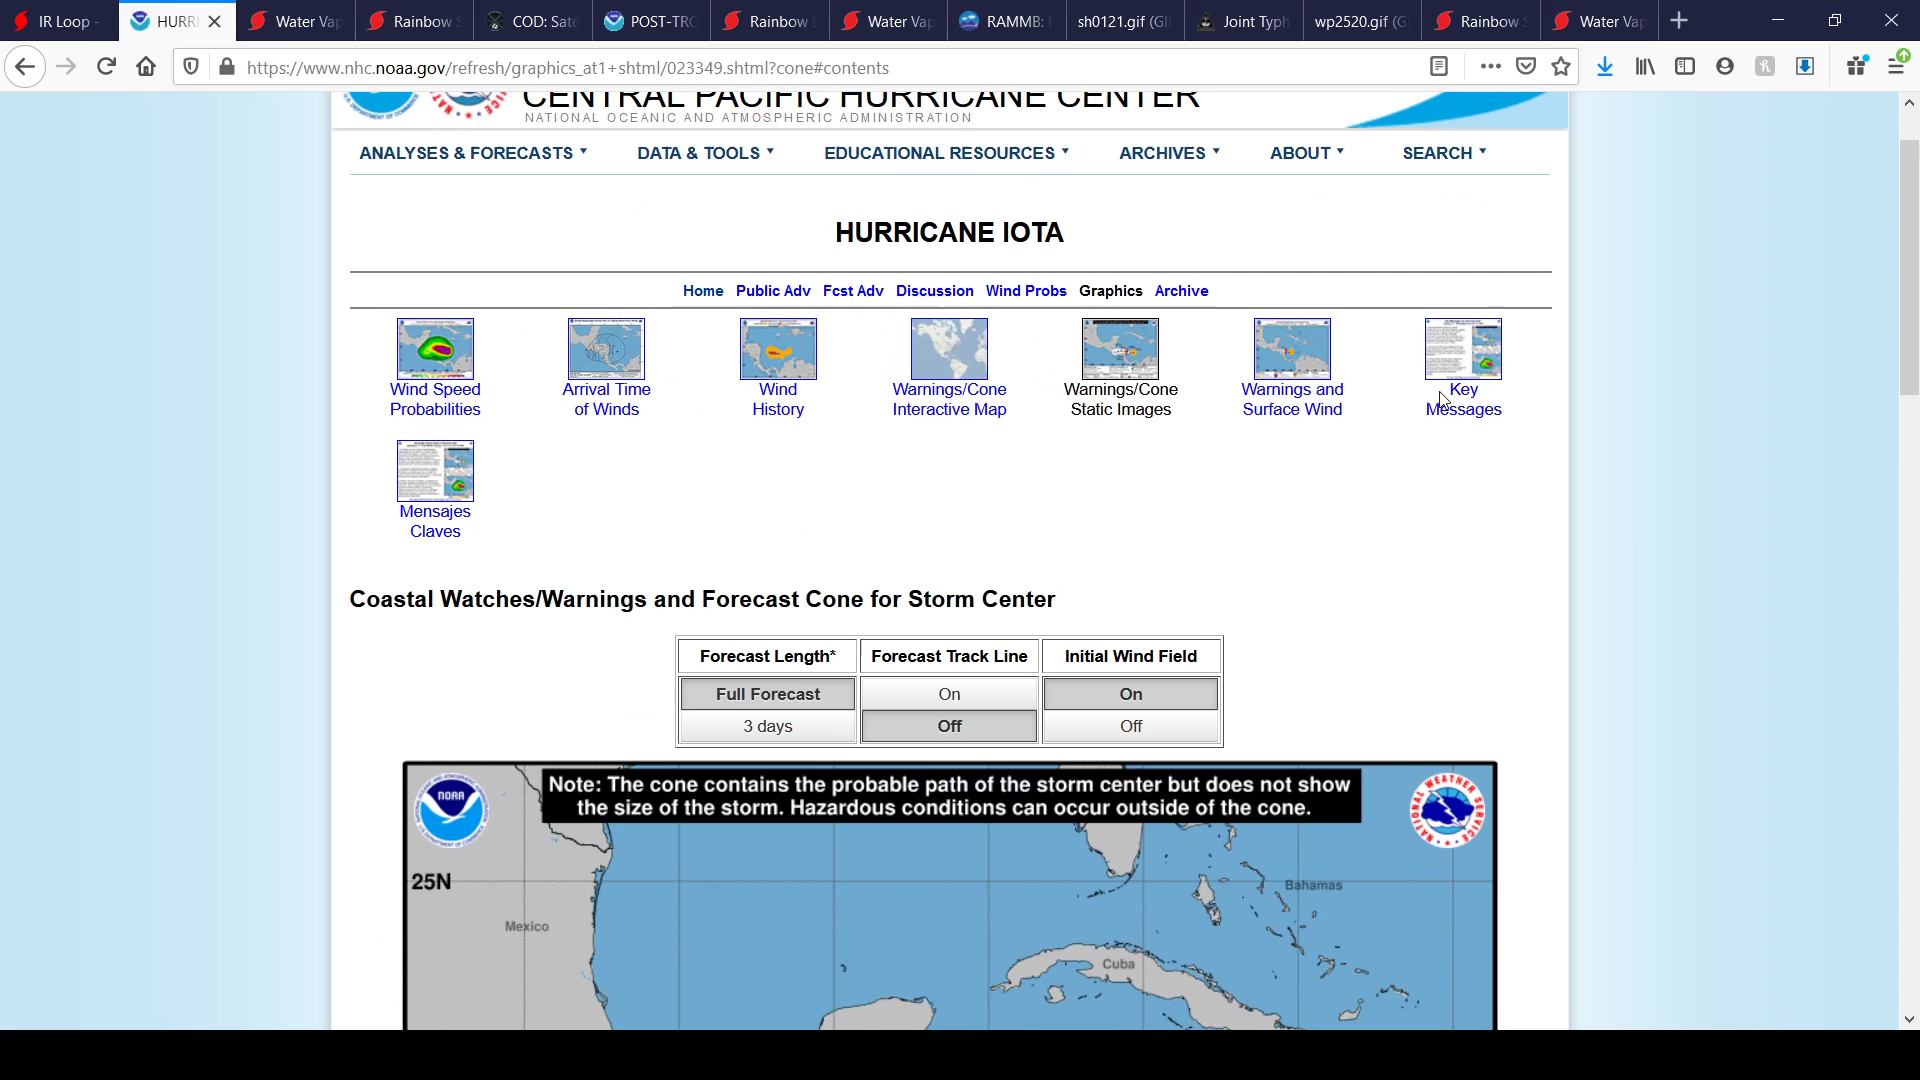 IR Loop -
HURRI
Water Vap
Rainbow S
COD: Sate
POST-TRO
Rainbow S
Water Vap
RAMMB:
sh0121.gif (GI
Joint Typh
wp2520.gif (G
Rainbow S
Water Vap
https://www.nhc.noaa.gov/refresh/graphics_at1+shtml/023349.shtml?cone#contents
CENTRAL PACIFIC HURRICANE CENTER
NATIONAL OCEANIC AND ATMOSPHERIC ADMINISTRATION
ANALYSES & FORECASTS DATA & TOOLS EDUCATIONAL RESOURCES ARCHIVES ABOUT SEARCH
HURRICANE IOTA
Home Public Adv Fcst Adv Discussion Wind Probs Graphics Archive
Wind Speed
Probabilities
Arrival Time
of Winds
Wind
History
Warnings/Cone
Interactive Map
Warnings/Cone
Static Images
Warnings and
Surface Wind
Key
Messages
Mensajes
Claves
Coastal Watches/Warnings and Forecast Cone for Storm Center
Forecast Length* Forecast Track Line Initial Wind Field
Full Forecast On On
3 days Off Off
Note: The cone contains the probable path of the storm center but does not show
the size of the storm. Hazardous conditions can occur outside of the cone.
NOAA
25N
Bahamas
Mexico
Cuba